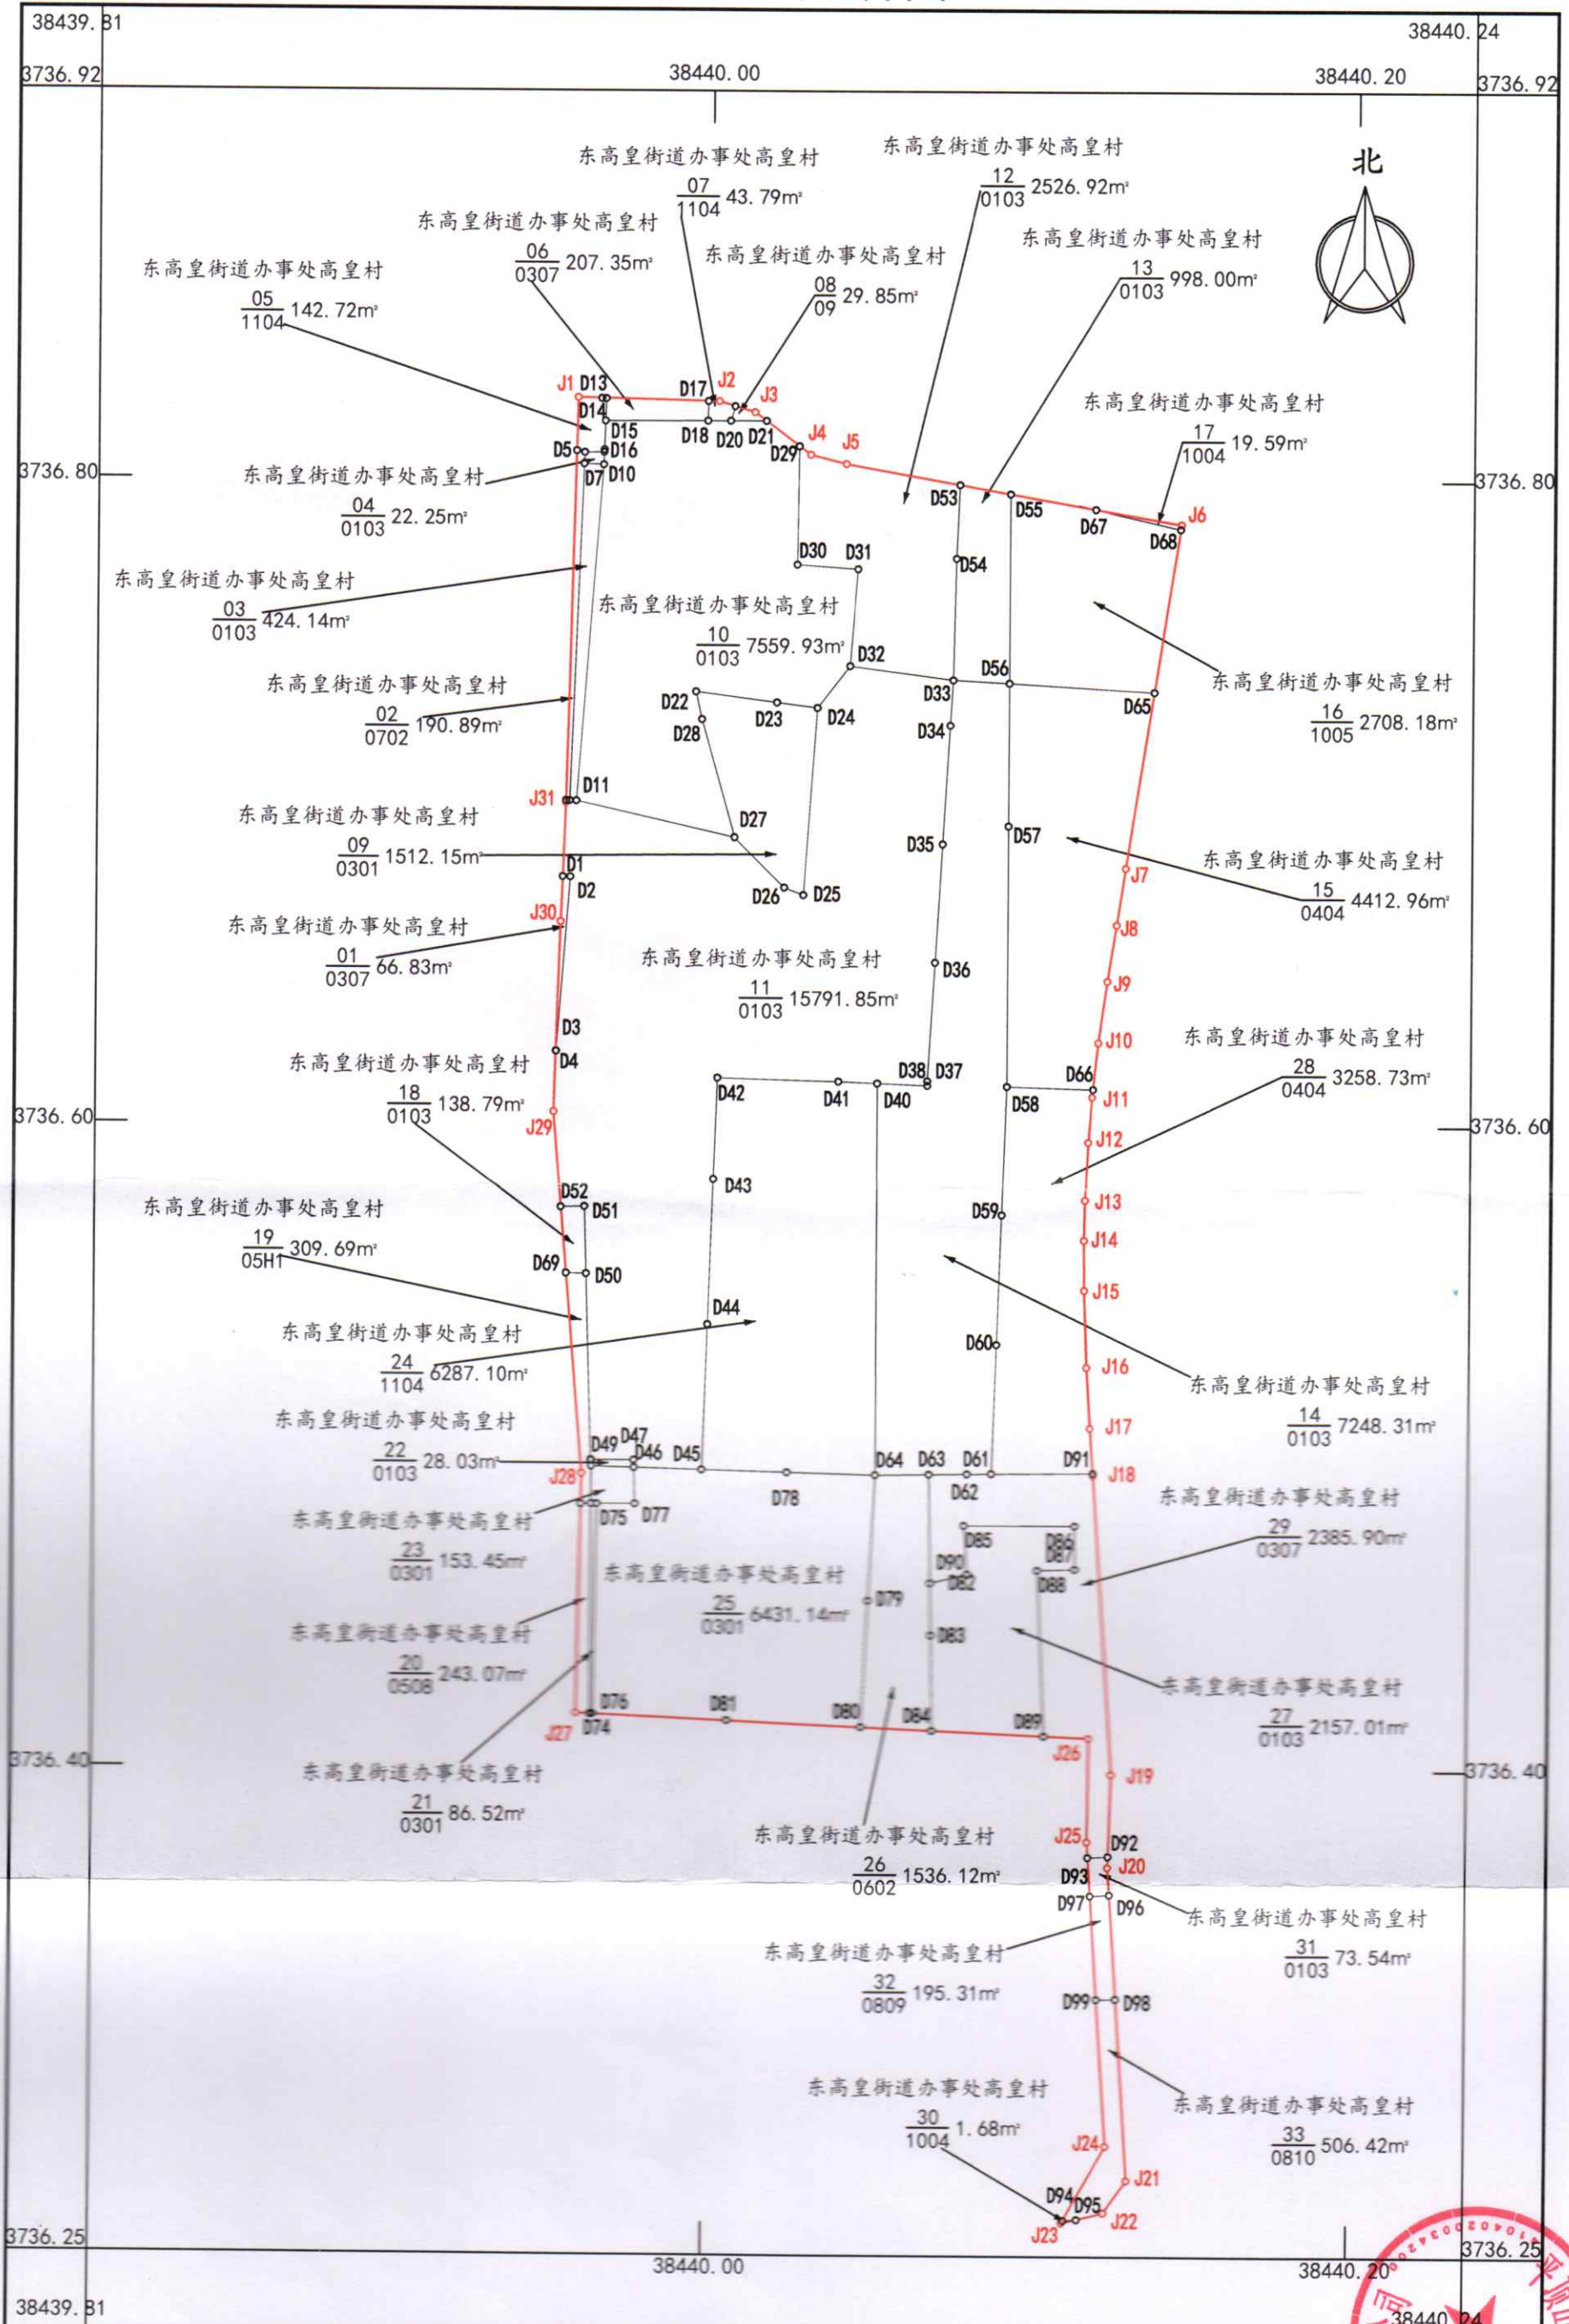 38439.81
38440.24
3736.92
38440.00
38440.20
3736.92
北
东高皇街道办事处高皇村
07
1104
43.79m²
东高皇街道办事处高皇村
12
0103
2526.92m²
东高皇街道办事处高皇村
06
0307
207.35m²
东高皇街道办事处高皇村
08
09
29.85m²
东高皇街道办事处高皇村
13
0103
998.00m²
东高皇街道办事处高皇村
05
1104
142.72m²
J1 D13
D17 J2
J3
D14
D15
D18 D20 D21
J4
D29
J5
东高皇街道办事处高皇村
17
1004
19.59m²
D5
D16
D7
D10
3736.80
3736.80
东高皇街道办事处高皇村
04
0103
22.25m²
D53
D55
D67
J6
D68
D30
D31
D54
东高皇街道办事处高皇村
03
0103
424.14m²
东高皇街道办事处高皇村
10
0103
7559.93m²
D32
D33
D56
D65
东高皇街道办事处高皇村
16
1005
2708.18m²
东高皇街道办事处高皇村
02
0702
190.89m²
D22
D23
D24
D28
D34
J31
D11
D27
D57
D35
东高皇街道办事处高皇村
09
0301
1512.15m²
D1
D2
D26
D25
J7
东高皇街道办事处高皇村
15
0404
4412.96m²
J30
J8
东高皇街道办事处高皇村
01
0307
66.83m²
东高皇街道办事处高皇村
11
0103
15791.85m²
D36
J9
D3
D4
J10
东高皇街道办事处高皇村
28
0404
3258.73m²
东高皇街道办事处高皇村
18
0103
138.79m²
D42
D41
D40
D38
D37
D58
D66
J11
3736.60
3736.60
J29
J12
D43
D52
D51
D59
J13
J14
东高皇街道办事处高皇村
19
05H1
309.69m²
D69
D50
J15
D44
D60
东高皇街道办事处高皇村
24
1104
6287.10m²
J16
东高皇街道办事处高皇村
14
0103
7248.31m²
J17
东高皇街道办事处高皇村
22
0103
28.03m²
D49
D47
D46
D45
D64
D63
D61
D91
J28
D78
D62
J18
D75
D77
东高皇街道办事处高皇村
23
0301
153.45m²
东高皇街道办事处高皇村
29
0307
2385.90m²
D85
D86
D87
D90
D82
D88
D79
D83
东高皇街道办事处高皇村
25
0301
6431.14m²
东高皇街道办事处高皇村
20
0508
243.07m²
东高皇街道办事处高皇村
27
0103
2157.01m²
J27
D76
D74
D81
D80
D84
D89
J26
3736.40
3736.40
J19
东高皇街道办事处高皇村
21
0301
86.52m²
东高皇街道办事处高皇村
26
0602
1536.12m²
J25
D92
J20
D93
D97
D96
东高皇街道办事处高皇村
31
0103
73.54m²
东高皇街道办事处高皇村
32
0809
195.31m²
D99
D98
东高皇街道办事处高皇村
30
1004
1.68m²
东高皇街道办事处高皇村
33
0810
506.42m²
J24
J21
D94
D95
J22
J23
3736.25
3736.25
38440.00
38440.20
38439.81
38440.24